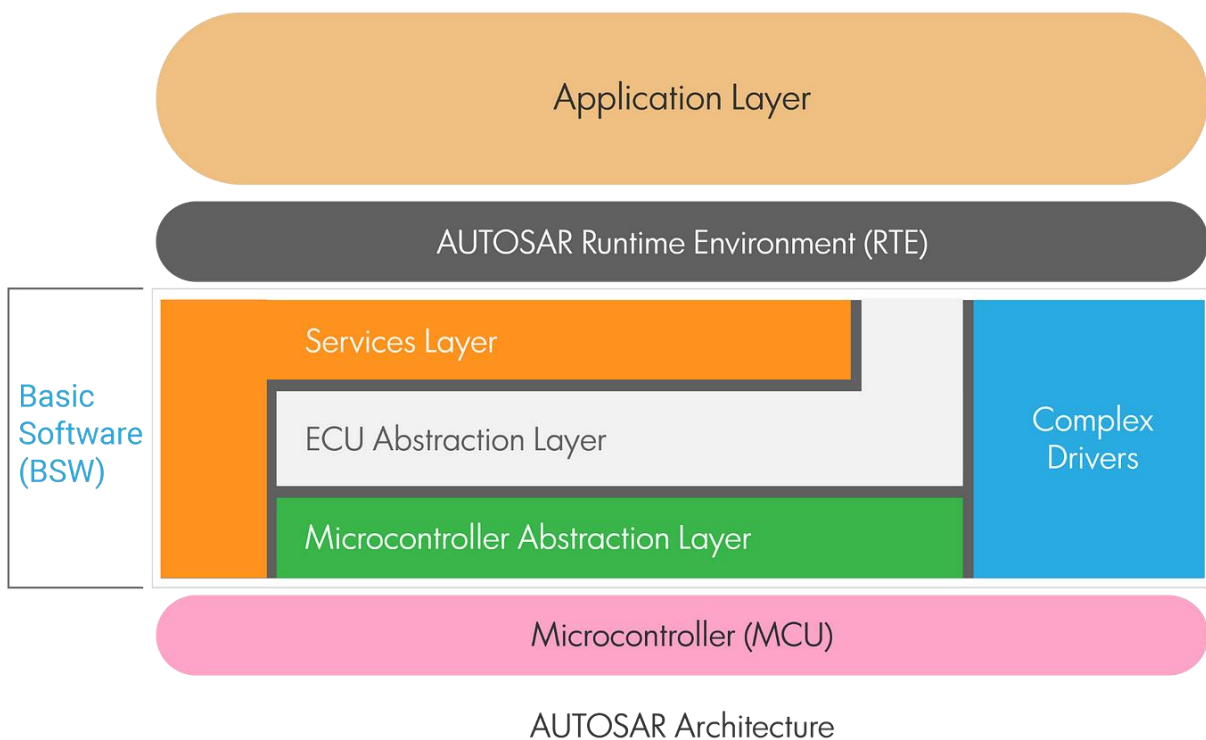 Application Layer
AUTOSAR Runtime Environment (RTE)
Services Layer
Basic
Software
(BSW)
ECU Abstraction Layer
Complex
Drivers
Microcontroller Abstraction Layer
Microcontroller (MCU)
AUTOSAR Architecture